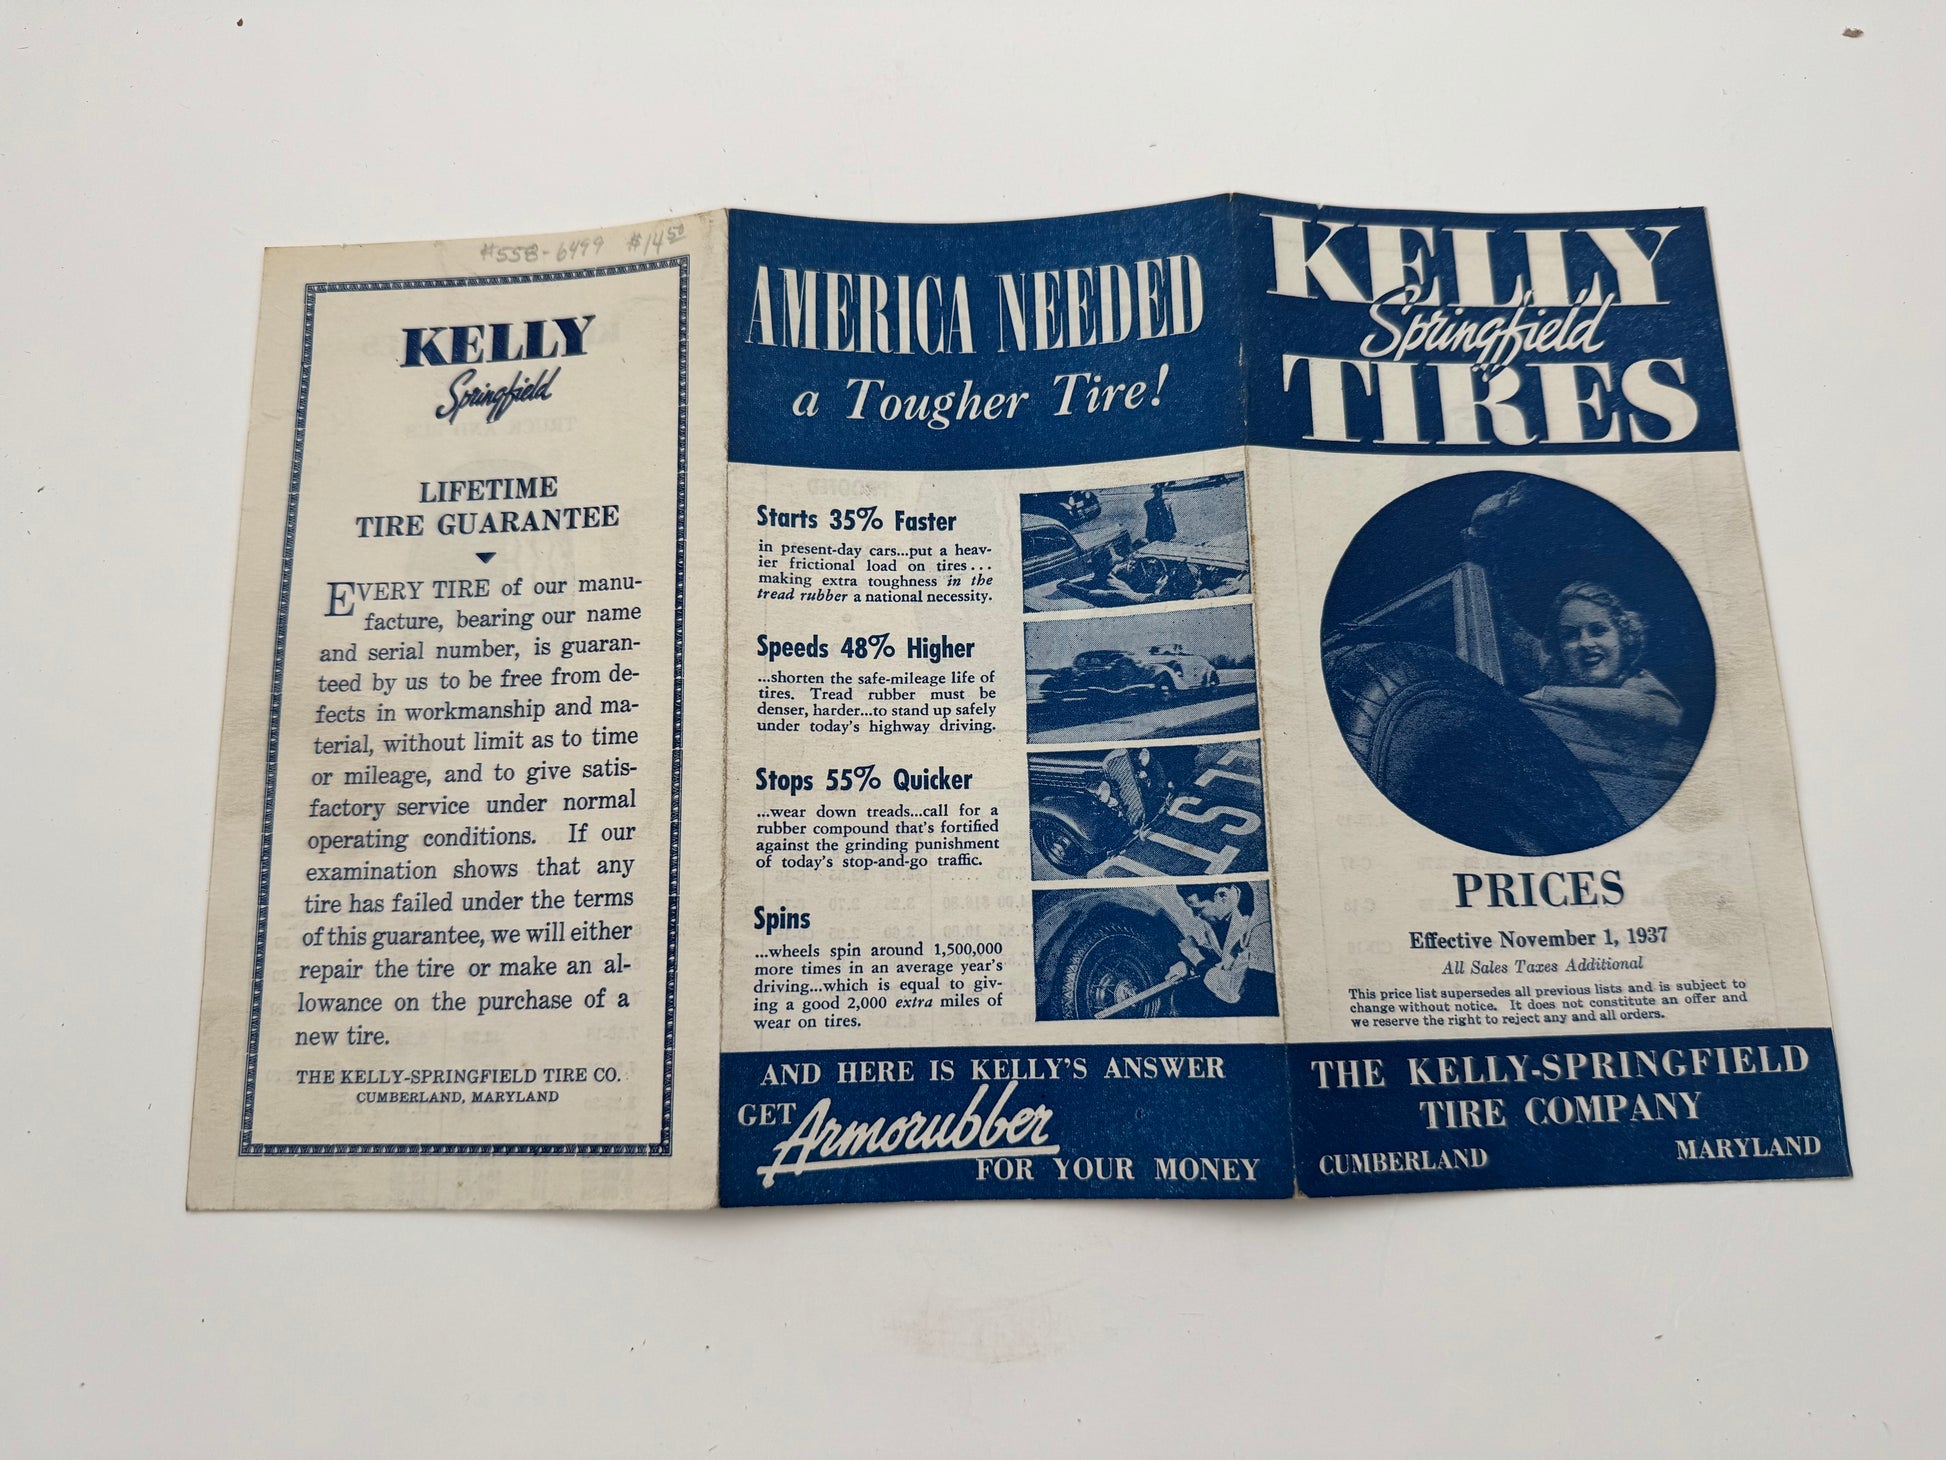 #558-6499 $14.50
KELLY
Springfield
LIFETIME
TIRE GUARANTEE
EVERY TIRE of our manu-
facture, bearing our name
and serial number, is guaran-
teed by us to be free from de-
fects in workmanship and ma-
terial, without limit as to time
or mileage, and to give satis-
factory service under normal
operating conditions. If our
examination shows that any
tire has failed under the terms
of this guarantee, we will either
repair the tire or make an al-
lowance on the purchase of a
new tire.
THE KELLY-SPRINGFIELD TIRE CO.
CUMBERLAND, MARYLAND
AMERICA NEEDED
a Tougher Tire!
Starts 35% Faster
in present-day cars...put a heav-
ier frictional load on tires...
making extra toughness in the
tread rubber a national necessity.
Speeds 48% Higher
...shorten the safe-mileage life of
tires. Tread rubber must be
denser, harder...to stand up safely
under today's highway driving.
Stops 55% Quicker
...wear down treads...call for a
rubber compound that's fortified
against the grinding punishment
of today's stop-and-go traffic.
Spins
...wheels spin around 1,500,000
more times in an average year's
driving...which is equal to giv-
ing a good 2,000 extra miles of
wear on tires.
AND HERE IS KELLY'S ANSWER
GET Armorubber
FOR YOUR MONEY
KELLY
Springfield
TIRES
PRICES
Effective November 1, 1937
All Sales Taxes Additional
This price list supersedes all previous lists and is subject to
change without notice. It does not constitute an offer and
we reserve the right to reject any and all orders.
THE KELLY-SPRINGFIELD
TIRE COMPANY
CUMBERLAND MARYLAND